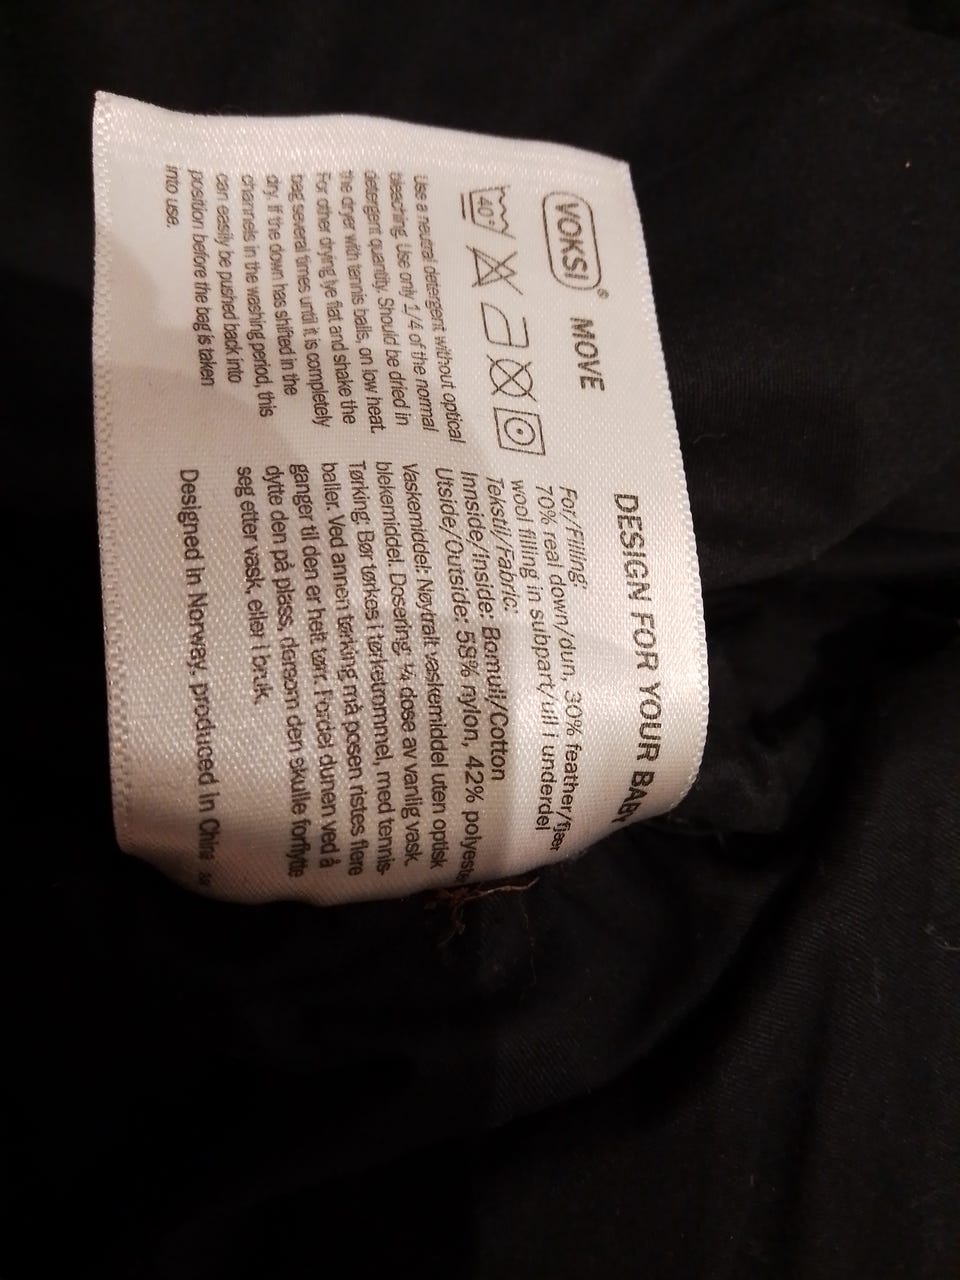 VOKSI® MOVE
DESIGN FOR YOUR BABY
40°
Use a neutral detergent without optical
bleaching. Use only 1/4 of the normal
detergent quantity. Should be dried in
the dryer with tennis balls, on low heat.
For other drying lye flat and shake the
bag several times until it is completely
dry. If the down has shifted in the
channels in the washing period, this
can easily be pushed back into
position before the bag is taken
into use.
For/Filling:
70% real down/dun, 30% feather/fjær
wool filling in subpart/ull i underdel
Tekstil/Fabric:
Innside/Inside: Bomull/Cotton
Utside/Outside: 58% nylon, 42% polyester
Vaskemiddel: Nøytralt vaskemiddel uten optisk
blekemiddel. Dosering: ¼ dose av vanlig vask.
Tørking: Bør tørkes i tørketrommel, med tennis-
baller. Ved annen tørking må posen ristes flere
ganger til den er helt tørr. Fordel dunen ved å
dytte den på plass, dersom den skulle forflytte
seg etter vask, eller i bruk.
Designed in Norway, produced in China